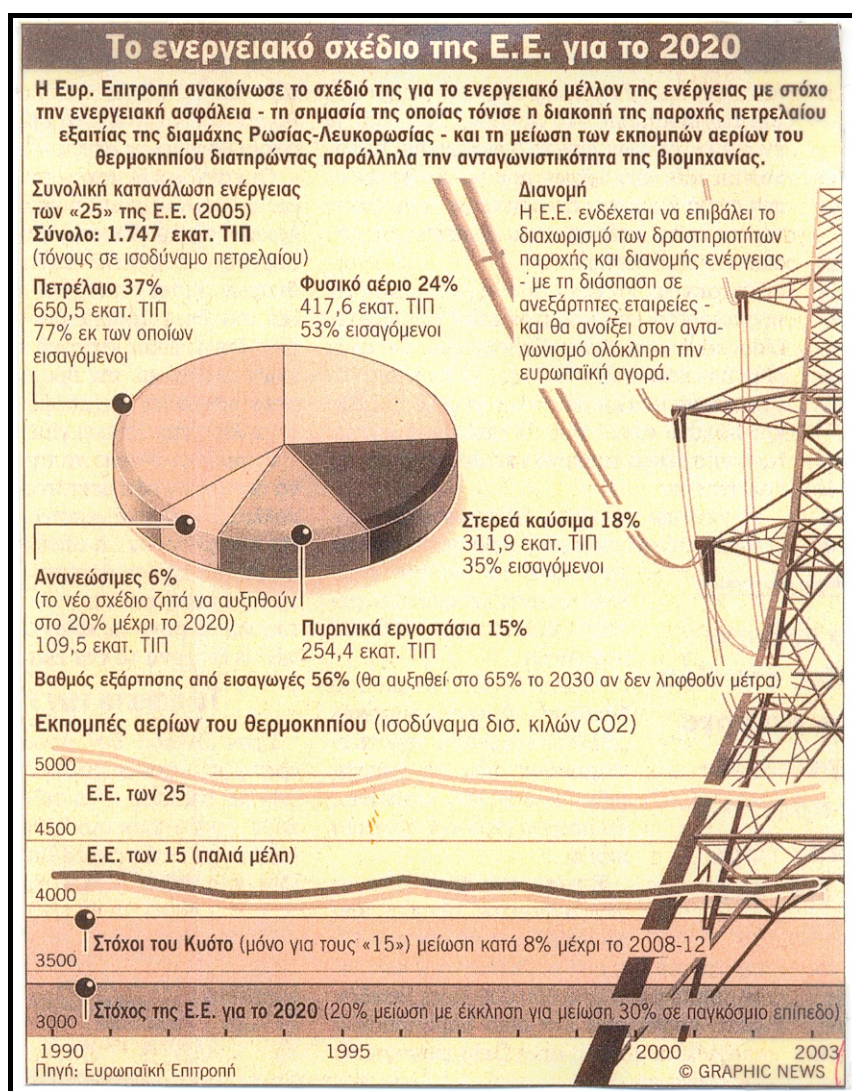 Το ενεργειακό σχέδιο της Ε.Ε. για το 2020
Η Ευρ. Επιτροπή ανακοίνωσε το σχέδιό της για το ενεργειακό μέλλον της ενέργειας με στόχο
την ενεργειακή ασφάλεια - τη σημασία της οποίας τόνισε η διακοπή της παροχής πετρελαίου
εξαιτίας της διαμάχης Ρωσίας-Λευκορωσίας - και τη μείωση των εκπομπών αερίων του
θερμοκηπίου διατηρώντας παράλληλα την ανταγωνιστικότητα της βιομηχανίας.
Συνολική κατανάλωση ενέργειας
των «25» της Ε.Ε. (2005)
Σύνολο: 1.747 εκατ. ΤΙΠ
(τόνους σε ισοδύναμο πετρελαίου)
Πετρέλαιο 37%
650,5 εκατ. ΤΙΠ
77% εκ των οποίων
εισαγόμενοι
Φυσικό αέριο 24%
417,6 εκατ. ΤΙΠ
53% εισαγόμενοι
Διανομή
Η Ε.Ε. ενδέχεται να επιβάλει το
διαχωρισμό των δραστηριοτήτων
παροχής και διανομής ενέργειας
- με τη διάσπαση σε
ανεξάρτητες εταιρείες -
και θα ανοίξει στον αντα-
γωνισμό ολόκληρη την
ευρωπαϊκή αγορά.
Στερεά καύσιμα 18%
311,9 εκατ. ΤΙΠ
35% εισαγόμενοι
Ανανεώσιμες 6%
(το νέο σχέδιο ζητά να αυξηθούν
στο 20% μέχρι το 2020)
109,5 εκατ. ΤΙΠ
Πυρηνικά εργοστάσια 15%
254,4 εκατ. ΤΙΠ
Βαθμός εξάρτησης από εισαγωγές 56% (θα αυξηθεί στο 65% το 2030 αν δεν ληφθούν μέτρα)
Εκπομπές αερίων του θερμοκηπίου (ισοδύναμα δισ. κιλών CO2)
5000
Ε.Ε. των 25
4500
Ε.Ε. των 15 (παλιά μέλη)
4000
Στόχοι του Κυότο (μόνο για τους «15») μείωση κατά 8% μέχρι το 2008-12
3500
Στόχος της Ε.Ε. για το 2020 (20% μείωση με έκκληση για μείωση 30% σε παγκόσμιο επίπεδο)
3000
1990 1995 2000 2003
Πηγή: Ευρωπαϊκή Επιτροπή
© GRAPHIC NEWS